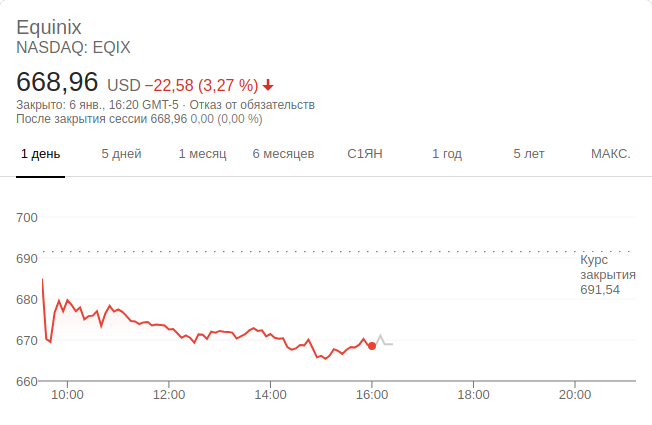 Equinix
NASDAQ: EQIX
668,96 USD −22,58 (3,27 %)
Закрыто: 6 янв., 16:20 GMT-5 · Отказ от обязательств
После закрытия сессии 668,96 0,00 (0,00 %)
1 день 5 дней 1 месяц 6 месяцев С1ЯН 1 год 5 лет МАКС.
700
690
Курс
закрытия
691,54
680
670
660
10:00 12:00 14:00 16:00 18:00 20:00